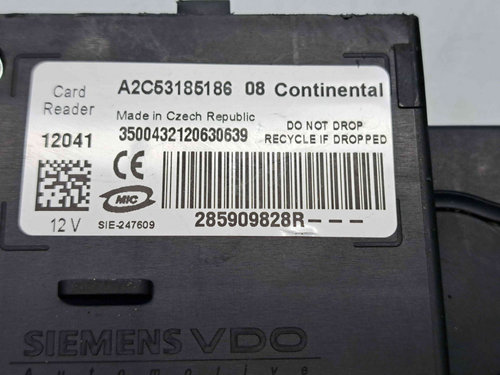 Card Reader
A2C53185186 08 Continental
12041
Made in Czech Republic
3500432120630639
DO NOT DROP
RECYCLE IF DROPPED
CE
MIC
12 V
SIE-247609
285909828R---
SIEMENS VDO
Automotive